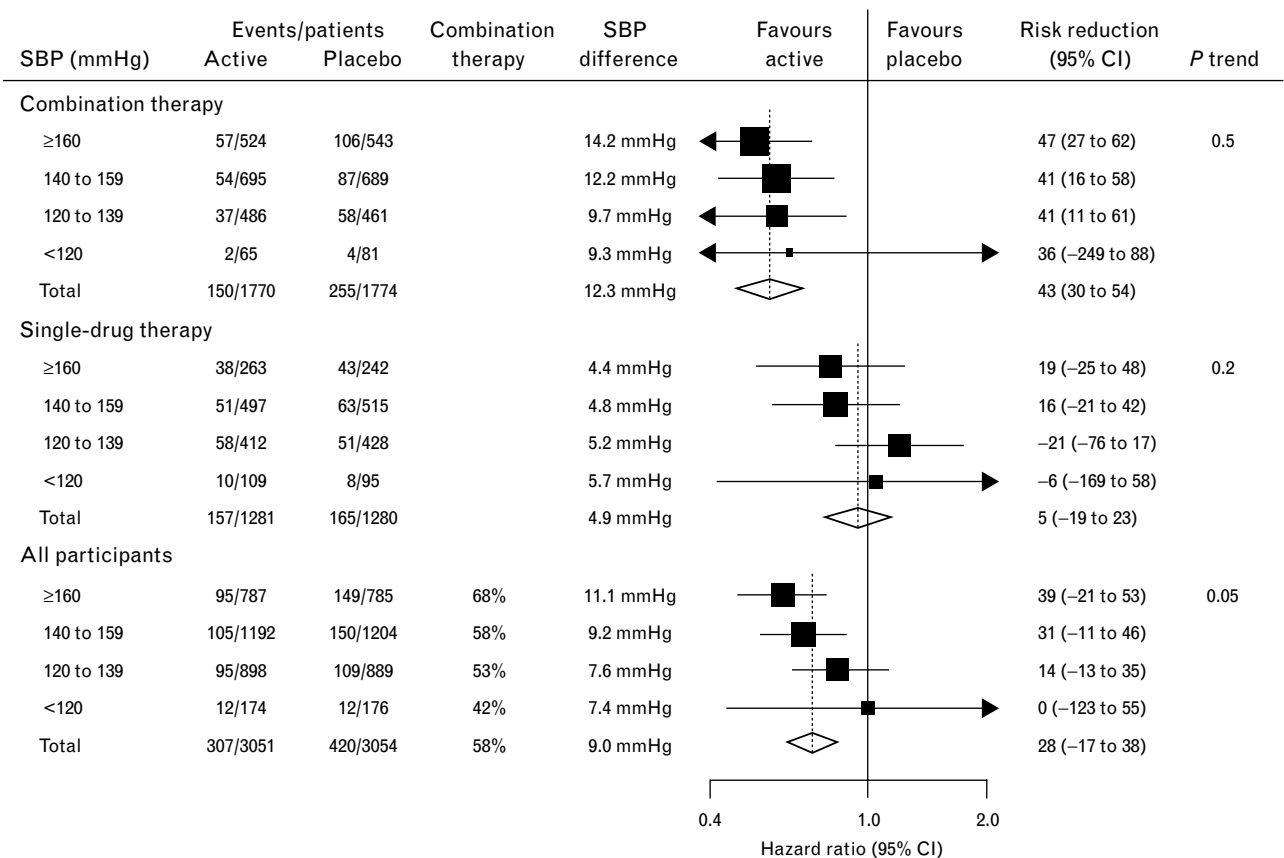 Events/patients Combination SBP Favours Favours Risk reduction
SBP (mmHg) Active Placebo therapy difference active placebo (95% CI) P trend
Combination therapy
≥160 57/524 106/543 14.2 mmHg 47 (27 to 62) 0.5
140 to 159 54/695 87/689 12.2 mmHg 41 (16 to 58)
120 to 139 37/486 58/461 9.7 mmHg 41 (11 to 61)
<120 2/65 4/81 9.3 mmHg 36 (−249 to 88)
Total 150/1770 255/1774 12.3 mmHg 43 (30 to 54)
Single-drug therapy
≥160 38/263 43/242 4.4 mmHg 19 (−25 to 48) 0.2
140 to 159 51/497 63/515 4.8 mmHg 16 (−21 to 42)
120 to 139 58/412 51/428 5.2 mmHg −21 (−76 to 17)
<120 10/109 8/95 5.7 mmHg −6 (−169 to 58)
Total 157/1281 165/1280 4.9 mmHg 5 (−19 to 23)
All participants
≥160 95/787 149/785 68% 11.1 mmHg 39 (−21 to 53) 0.05
140 to 159 105/1192 150/1204 58% 9.2 mmHg 31 (−11 to 46)
120 to 139 95/898 109/889 53% 7.6 mmHg 14 (−13 to 35)
<120 12/174 12/176 42% 7.4 mmHg 0 (−123 to 55)
Total 307/3051 420/3054 58% 9.0 mmHg 28 (−17 to 38)
0.4 1.0 2.0
Hazard ratio (95% CI)